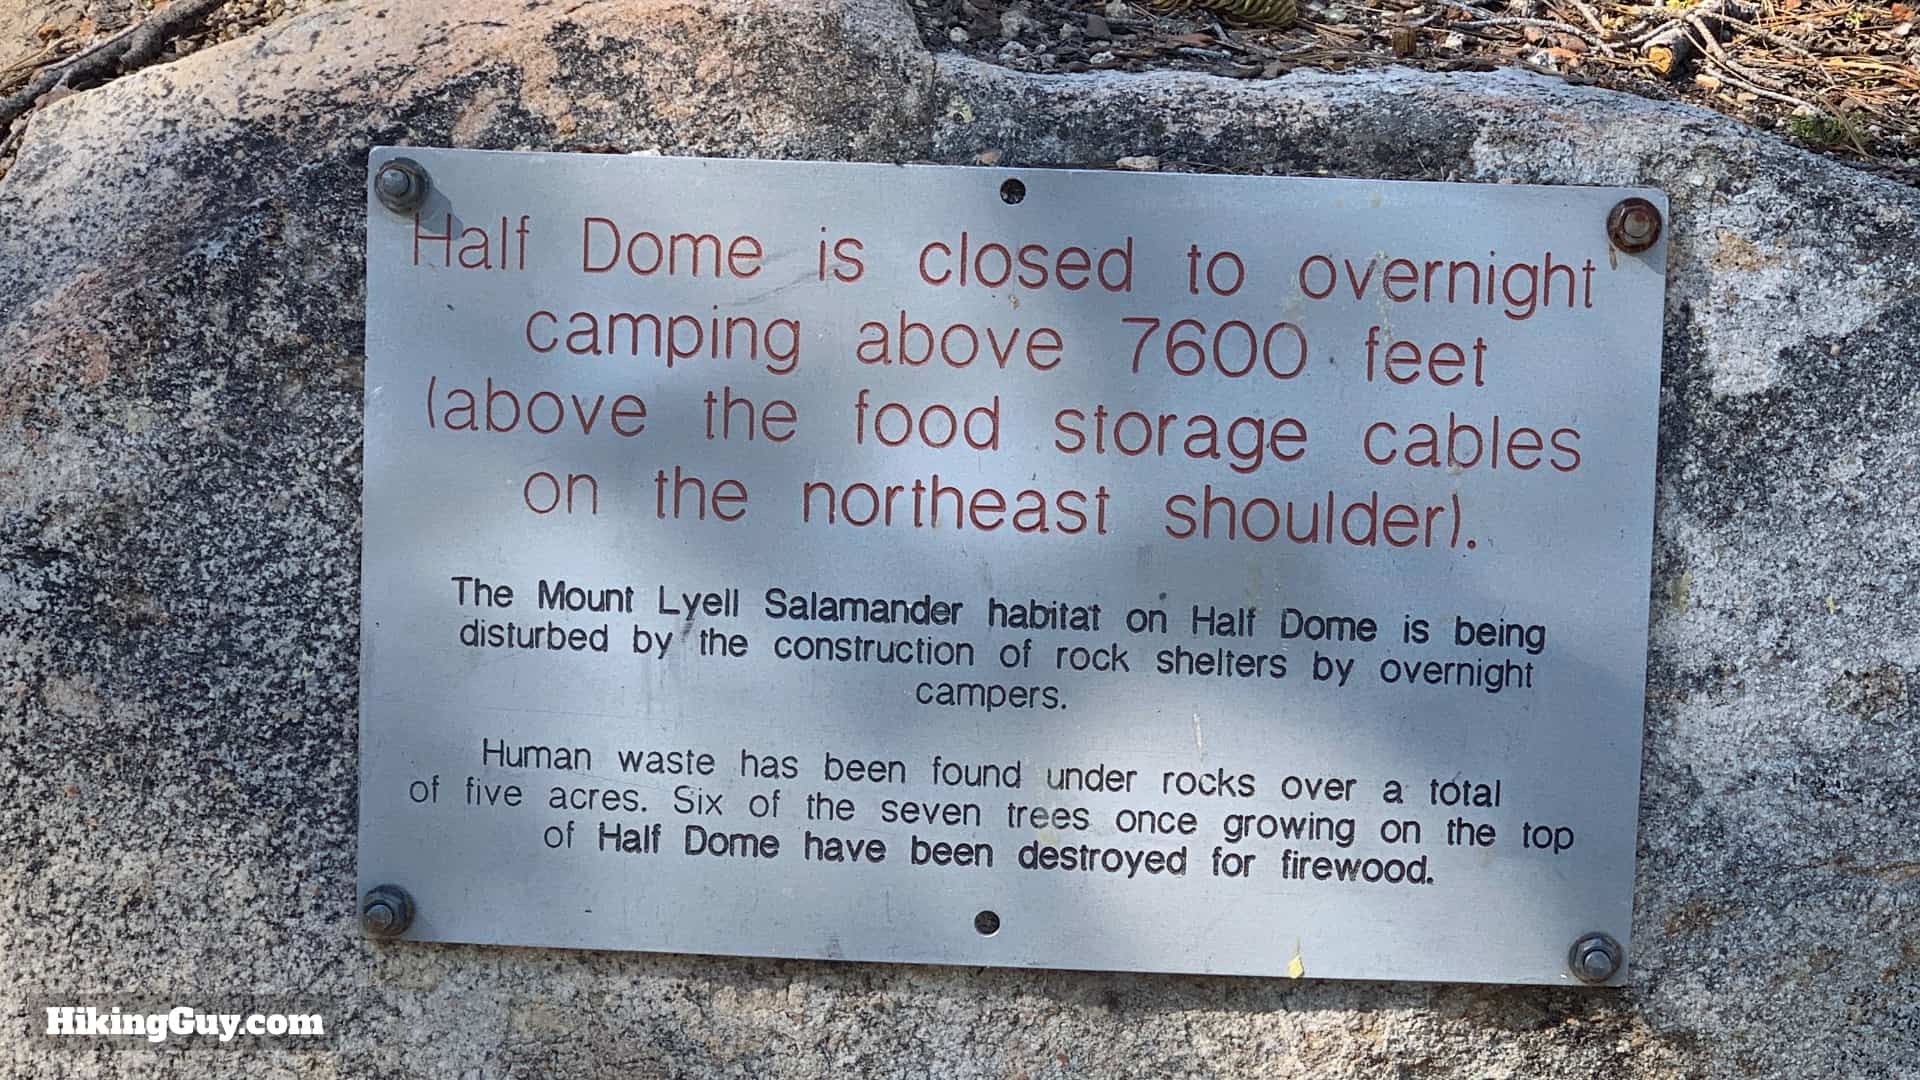 Half Dome is closed to overnight
camping above 7600 feet
(above the food storage cables
on the northeast shoulder).
The Mount Lyell Salamander habitat on Half Dome is being
disturbed by the construction of rock shelters by overnight
campers.
Human waste has been found under rocks over a total
of five acres. Six of the seven trees once growing on the top
of Half Dome have been destroyed for firewood.
HikingGuy.com